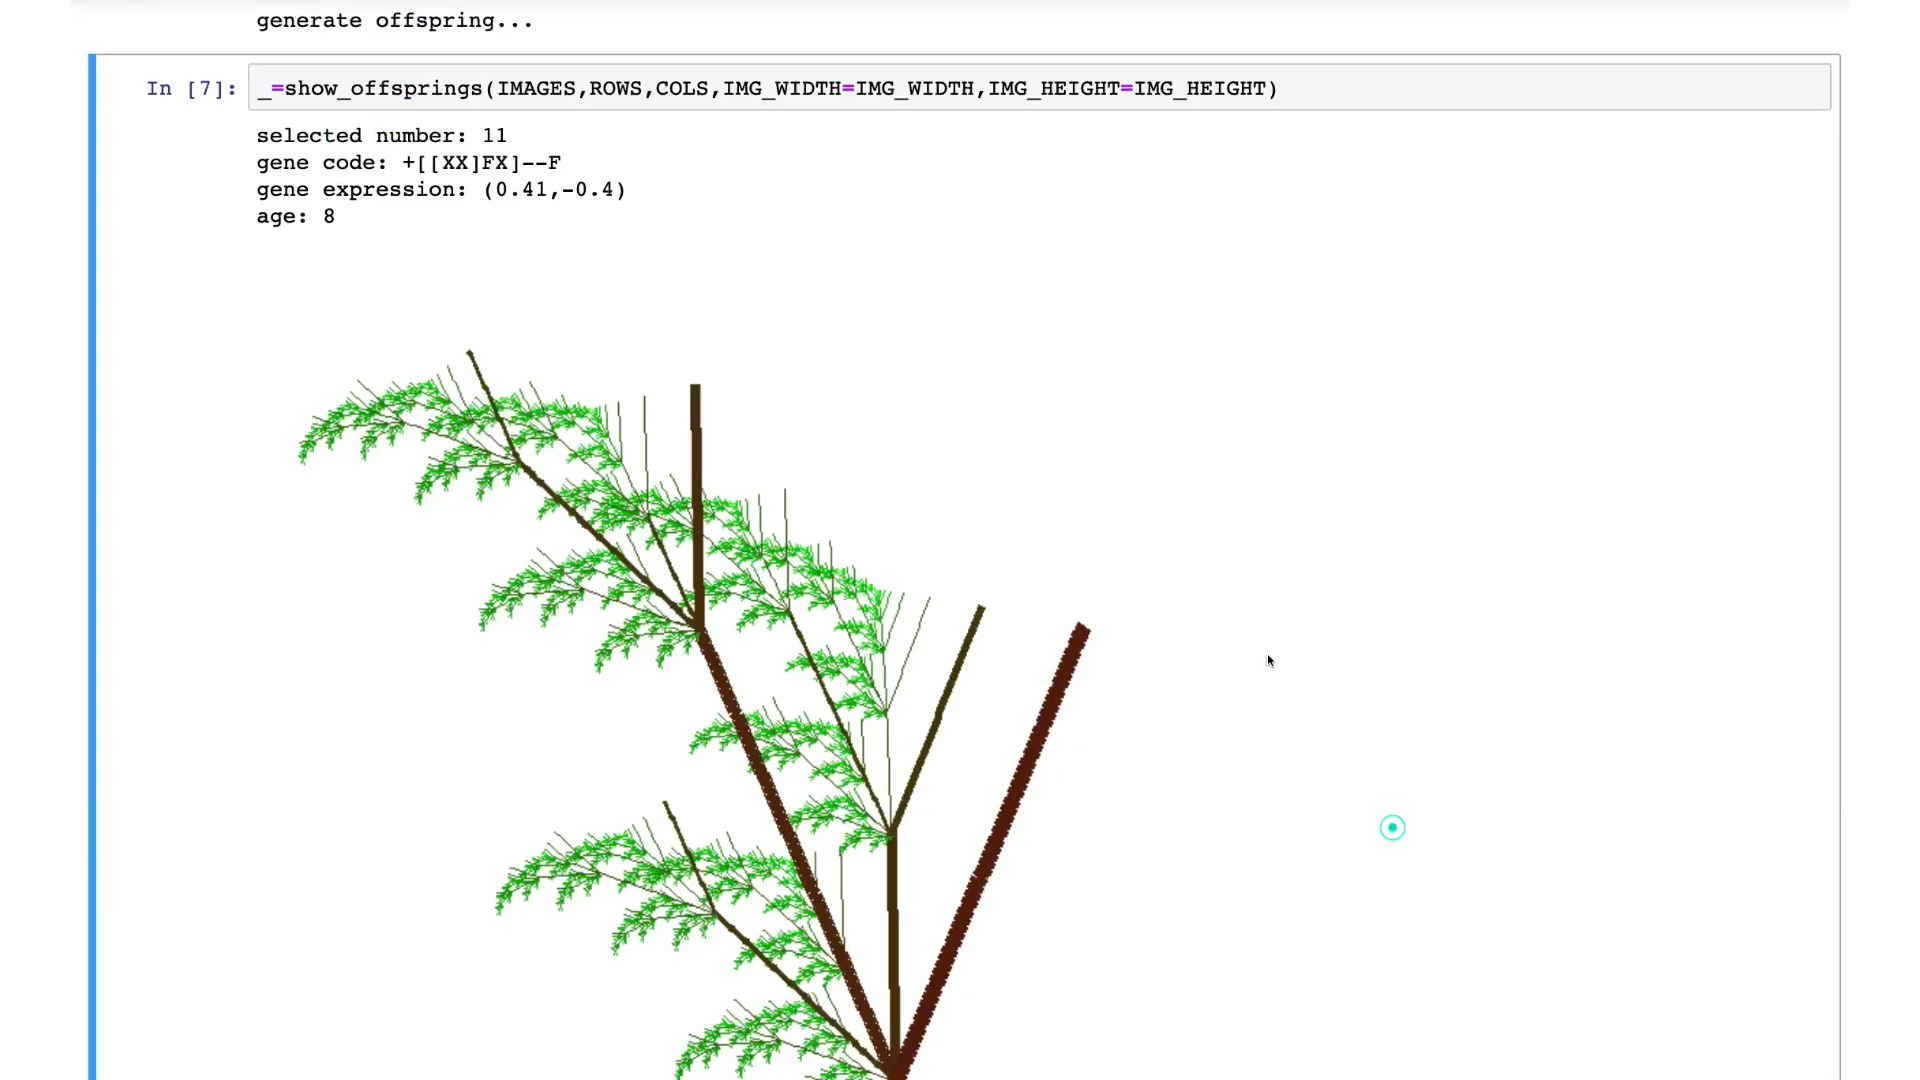 generate offspring...
In [7]: _=show_offsprings(IMAGES,ROWS,COLS,IMG_WIDTH=IMG_WIDTH,IMG_HEIGHT=IMG_HEIGHT)
selected number: 11
gene code: +[[XX]FX]--F
gene expression: (0.41,-0.4)
age: 8